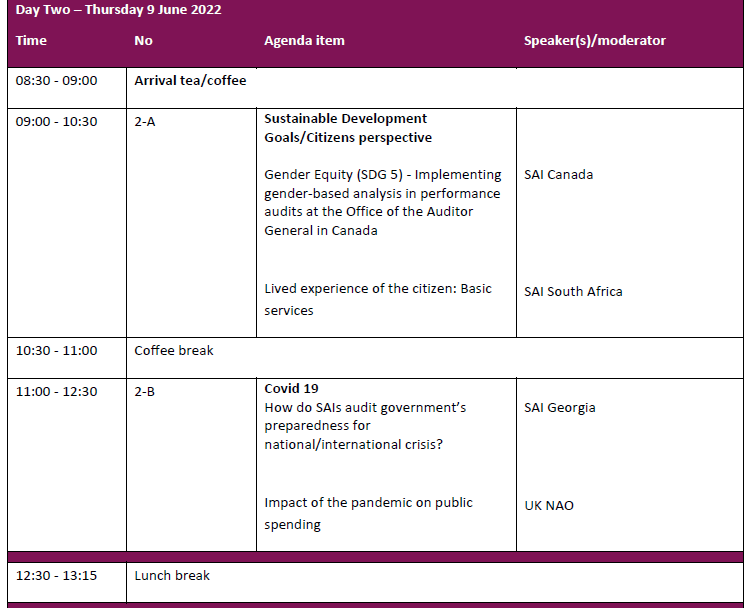 Day Two – Thursday 9 June 2022
Time No Agenda item Speaker(s)/moderator
08:30 - 09:00 Arrival tea/coffee
09:00 - 10:30 2-A Sustainable Development
Goals/Citizens perspective
Gender Equity (SDG 5) - Implementing SAI Canada
gender-based analysis in performance
audits at the Office of the Auditor
General in Canada
Lived experience of the citizen: Basic SAI South Africa
services
10:30 - 11:00 Coffee break
11:00 - 12:30 2-B Covid 19
How do SAIs audit government’s SAI Georgia
preparedness for
national/international crisis?
Impact of the pandemic on public UK NAO
spending
12:30 - 13:15 Lunch break